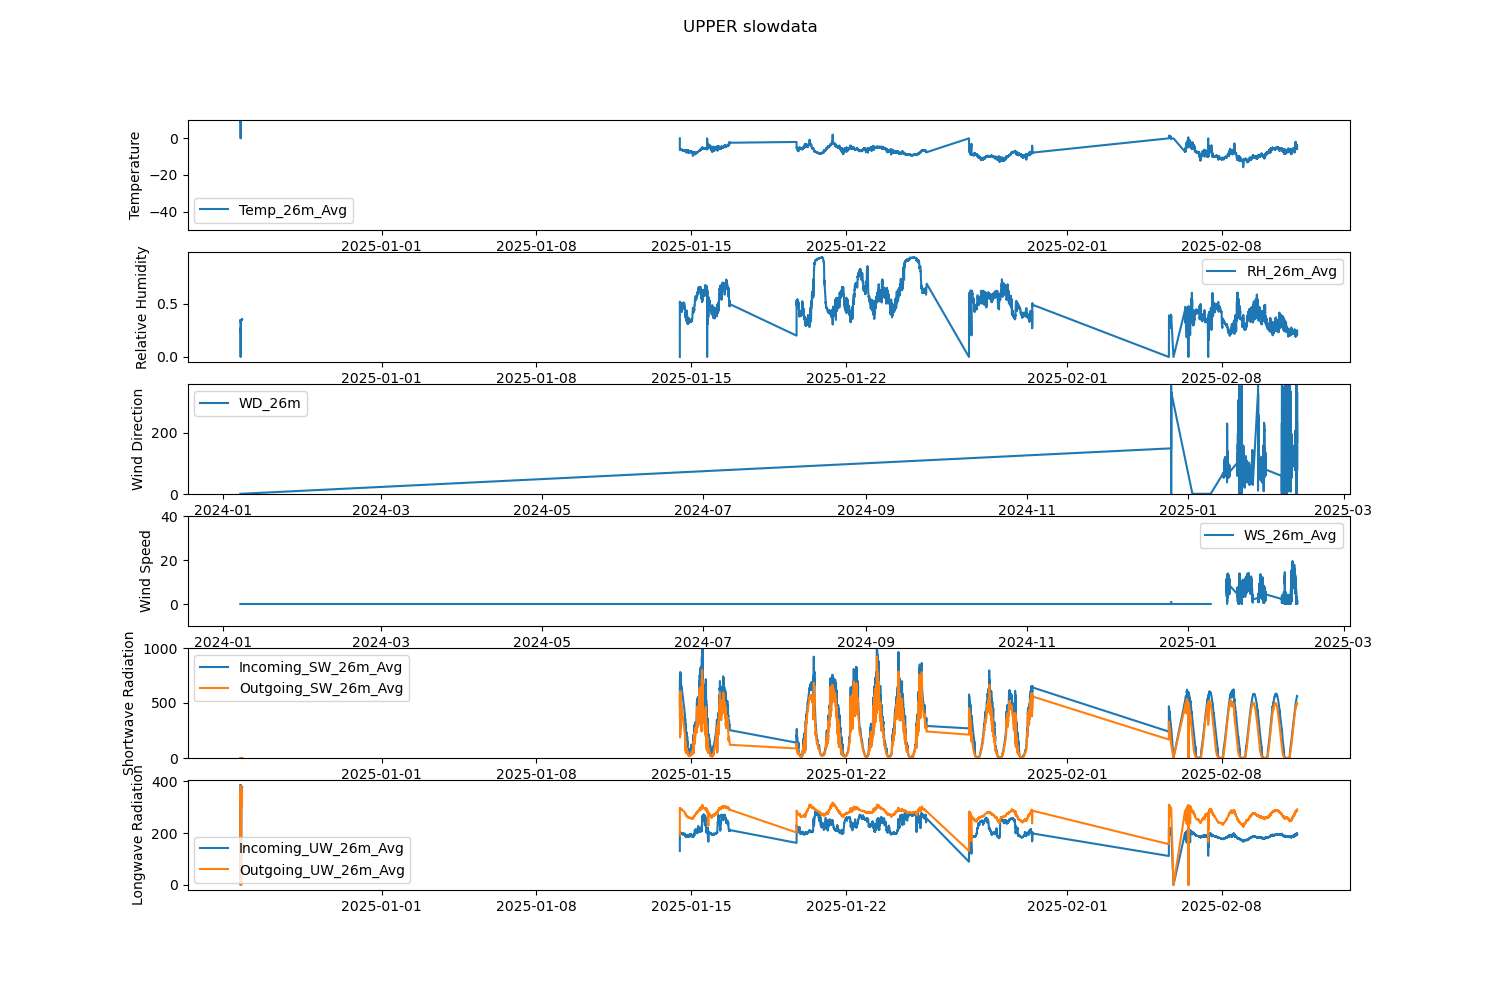 UPPER slowdata
Temperature
0
−20
−40
Temp_26m_Avg
2025-01-01 2025-01-08 2025-01-15 2025-01-22 2025-02-01 2025-02-08
Relative Humidity
0.5
0.0
RH_26m_Avg
2025-01-01 2025-01-08 2025-01-15 2025-01-22 2025-02-01 2025-02-08
Wind Direction
200
0
WD_26m
2024-01 2024-03 2024-05 2024-07 2024-09 2024-11 2025-01 2025-03
Wind Speed
40
20
0
WS_26m_Avg
2024-01 2024-03 2024-05 2024-07 2024-09 2024-11 2025-01 2025-03
Shortwave Radiation
1000
500
0
Incoming_SW_26m_Avg
Outgoing_SW_26m_Avg
2025-01-01 2025-01-08 2025-01-15 2025-01-22 2025-02-01 2025-02-08
Longwave Radiation
400
200
0
Incoming_UW_26m_Avg
Outgoing_UW_26m_Avg
2025-01-01 2025-01-08 2025-01-15 2025-01-22 2025-02-01 2025-02-08